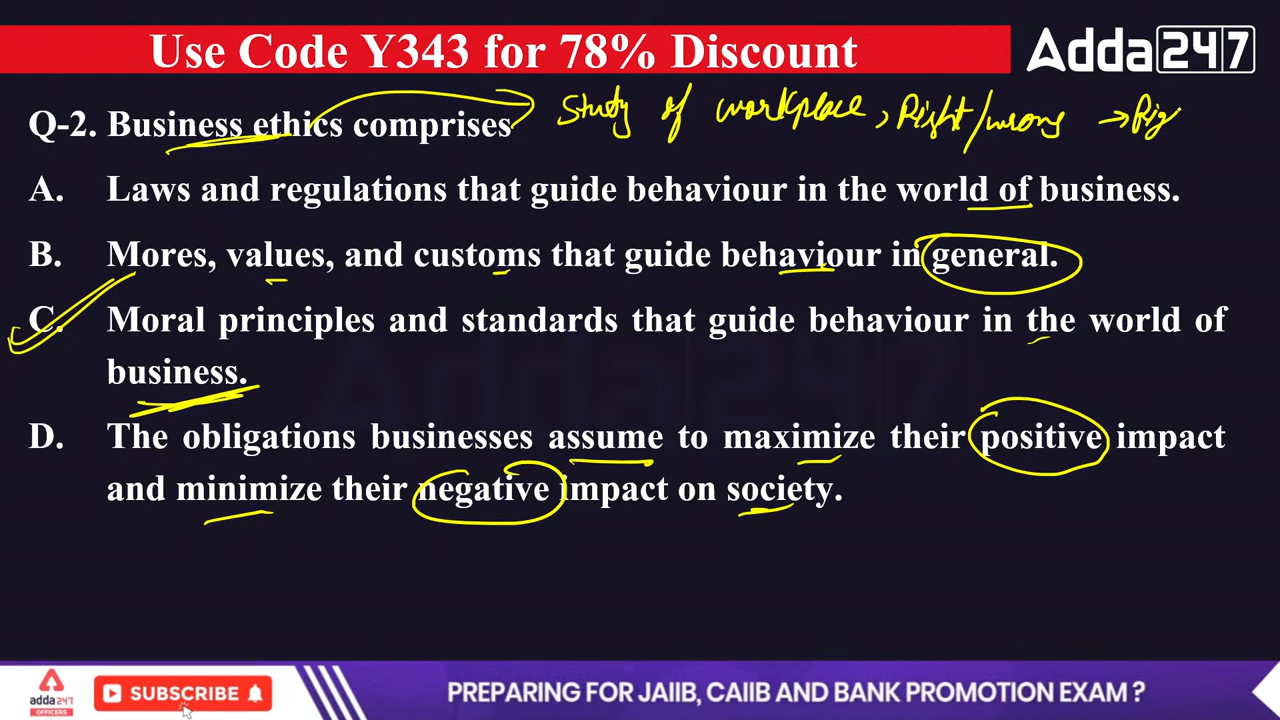 Use Code Y343 for 78% Discount
Adda247
Q-2. Business ethics comprises
Study of workplace, Right/wrong → Rig
A. Laws and regulations that guide behaviour in the world of business.
B. Mores, values, and customs that guide behaviour in general.
C. Moral principles and standards that guide behaviour in the world of
business.
D. The obligations businesses assume to maximize their positive impact
and minimize their negative impact on society.
adda247
OFFICERS
SUBSCRIBE
PREPARING FOR JAIIB, CAIIB AND BANK PROMOTION EXAM ?